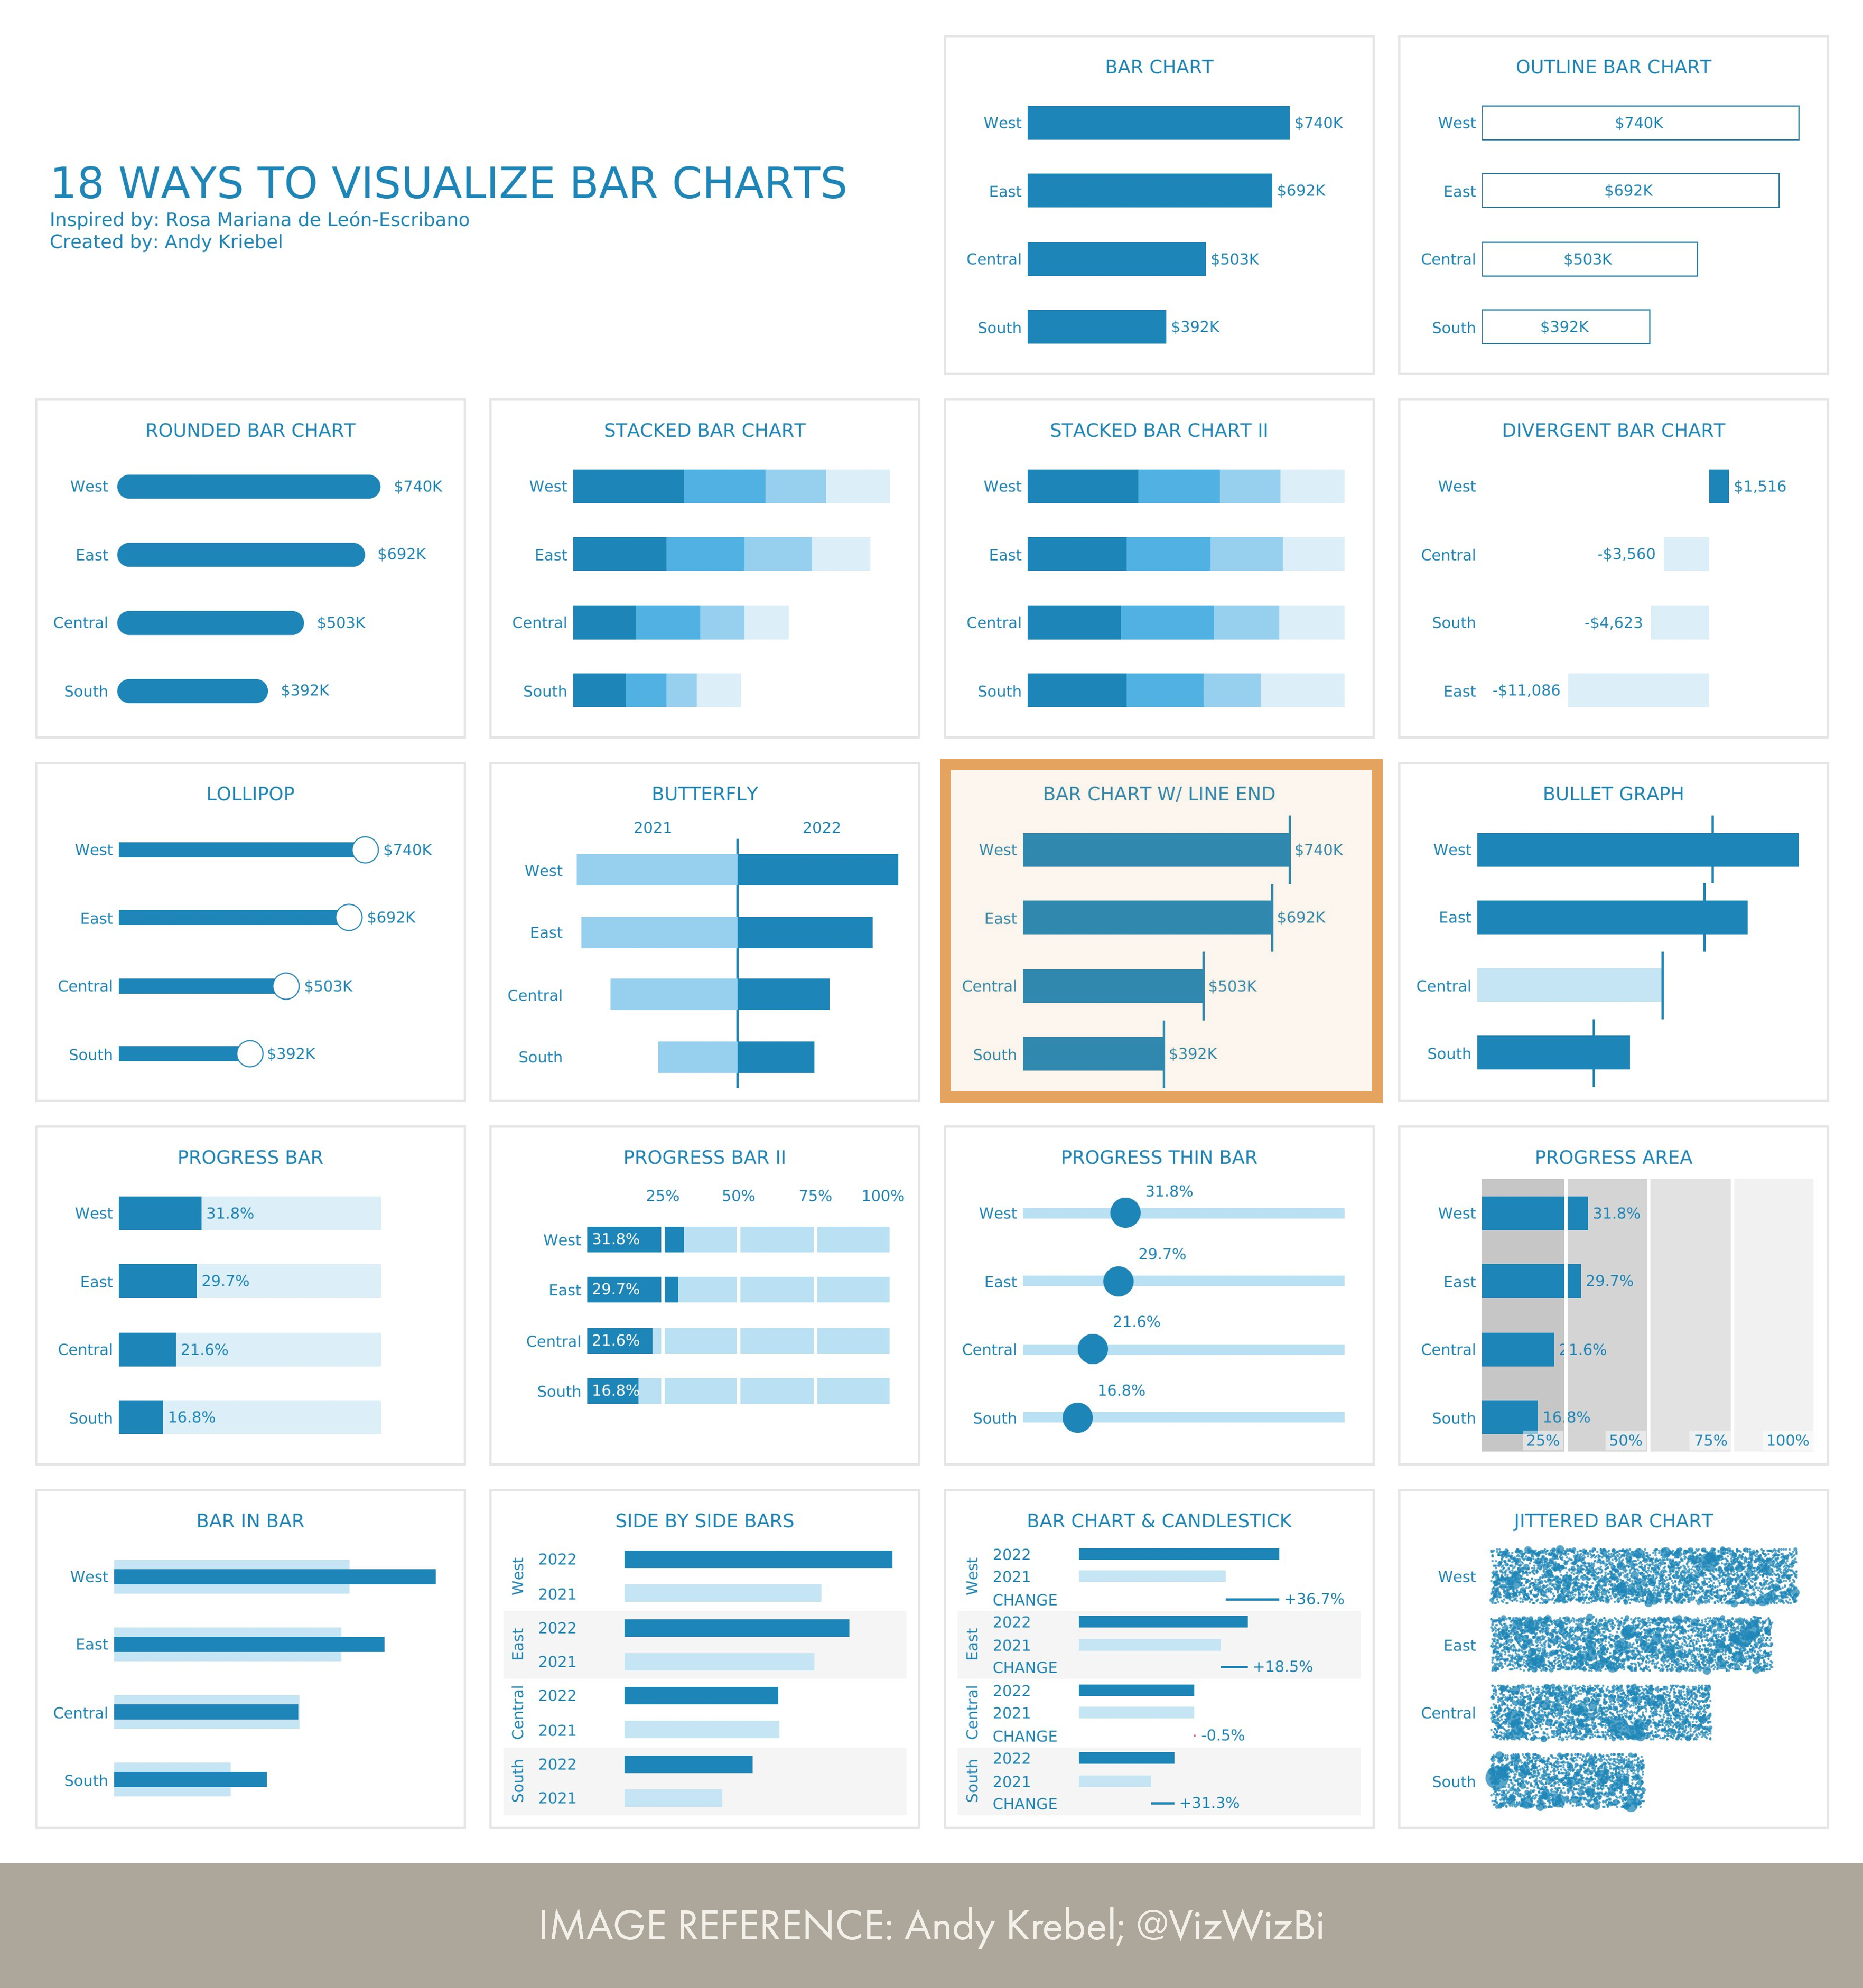 18 WAYS TO VISUALIZE BAR CHARTS
Inspired by: Rosa Mariana de León-Escribano
Created by: Andy Kriebel
BAR CHART
West $740K
East $692K
Central $503K
South $392K
OUTLINE BAR CHART
West $740K
East $692K
Central $503K
South $392K
ROUNDED BAR CHART
West $740K
East $692K
Central $503K
South $392K
STACKED BAR CHART
West
East
Central
South
STACKED BAR CHART II
West
East
Central
South
DIVERGENT BAR CHART
West $1,516
Central -$3,560
South -$4,623
East -$11,086
LOLLIPOP
West $740K
East $692K
Central $503K
South $392K
BUTTERFLY
2021 2022
West
East
Central
South
BAR CHART W/ LINE END
West $740K
East $692K
Central $503K
South $392K
BULLET GRAPH
West
East
Central
South
PROGRESS BAR
West 31.8%
East 29.7%
Central 21.6%
South 16.8%
PROGRESS BAR II
25% 50% 75% 100%
West 31.8%
East 29.7%
Central 21.6%
South 16.8%
PROGRESS THIN BAR
31.8%
West
29.7%
East
21.6%
Central
16.8%
South
PROGRESS AREA
West 31.8%
East 29.7%
Central 21.6%
South 16.8%
25% 50% 75% 100%
BAR IN BAR
West
East
Central
South
SIDE BY SIDE BARS
West
2022
2021
East
2022
2021
Central
2022
2021
South
2022
2021
BAR CHART & CANDLESTICK
West
2022
2021
CHANGE +36.7%
East
2022
2021
CHANGE +18.5%
Central
2022
2021
CHANGE -0.5%
South
2022
2021
CHANGE +31.3%
JITTERED BAR CHART
West
East
Central
South
IMAGE REFERENCE: Andy Krebel; @VizWizBi